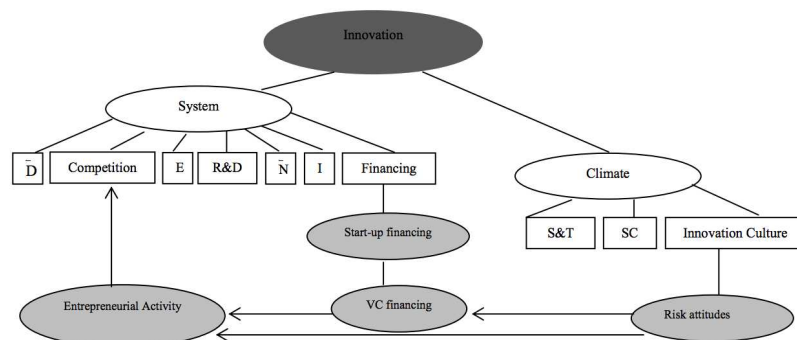 Innovation
System
D̄
Competition
E
R&D
N̄
I
Financing
Climate
Start-up financing
S&T
SC
Innovation Culture
Entrepreneurial Activity
VC financing
Risk attitudes